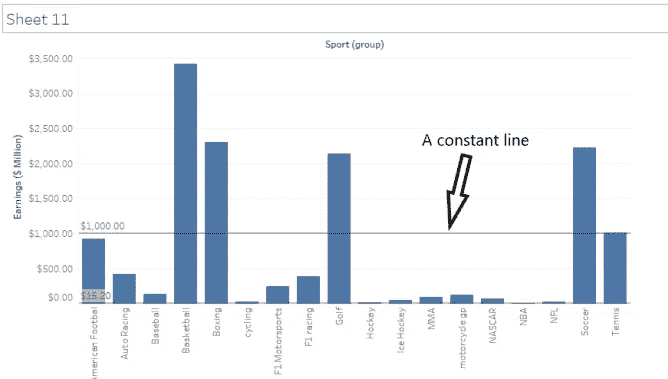 Sheet 11
Sport (group)
Earnings ($ Million)
$3,500.00
$3,000.00
$2,500.00
$2,000.00
$1,500.00
$1,000.00
$500.00
$0.00
A constant line
$1,000.00
$15.20
American Footbal
Auto Racing
Baseball
Basketball
Boxing
cycling
F1 Motorsports
F1 racing
Golf
Hockey
Ice Hockey
MMA
motorcycle gp
NASCAR
NBA
NFL
Soccer
Tennis